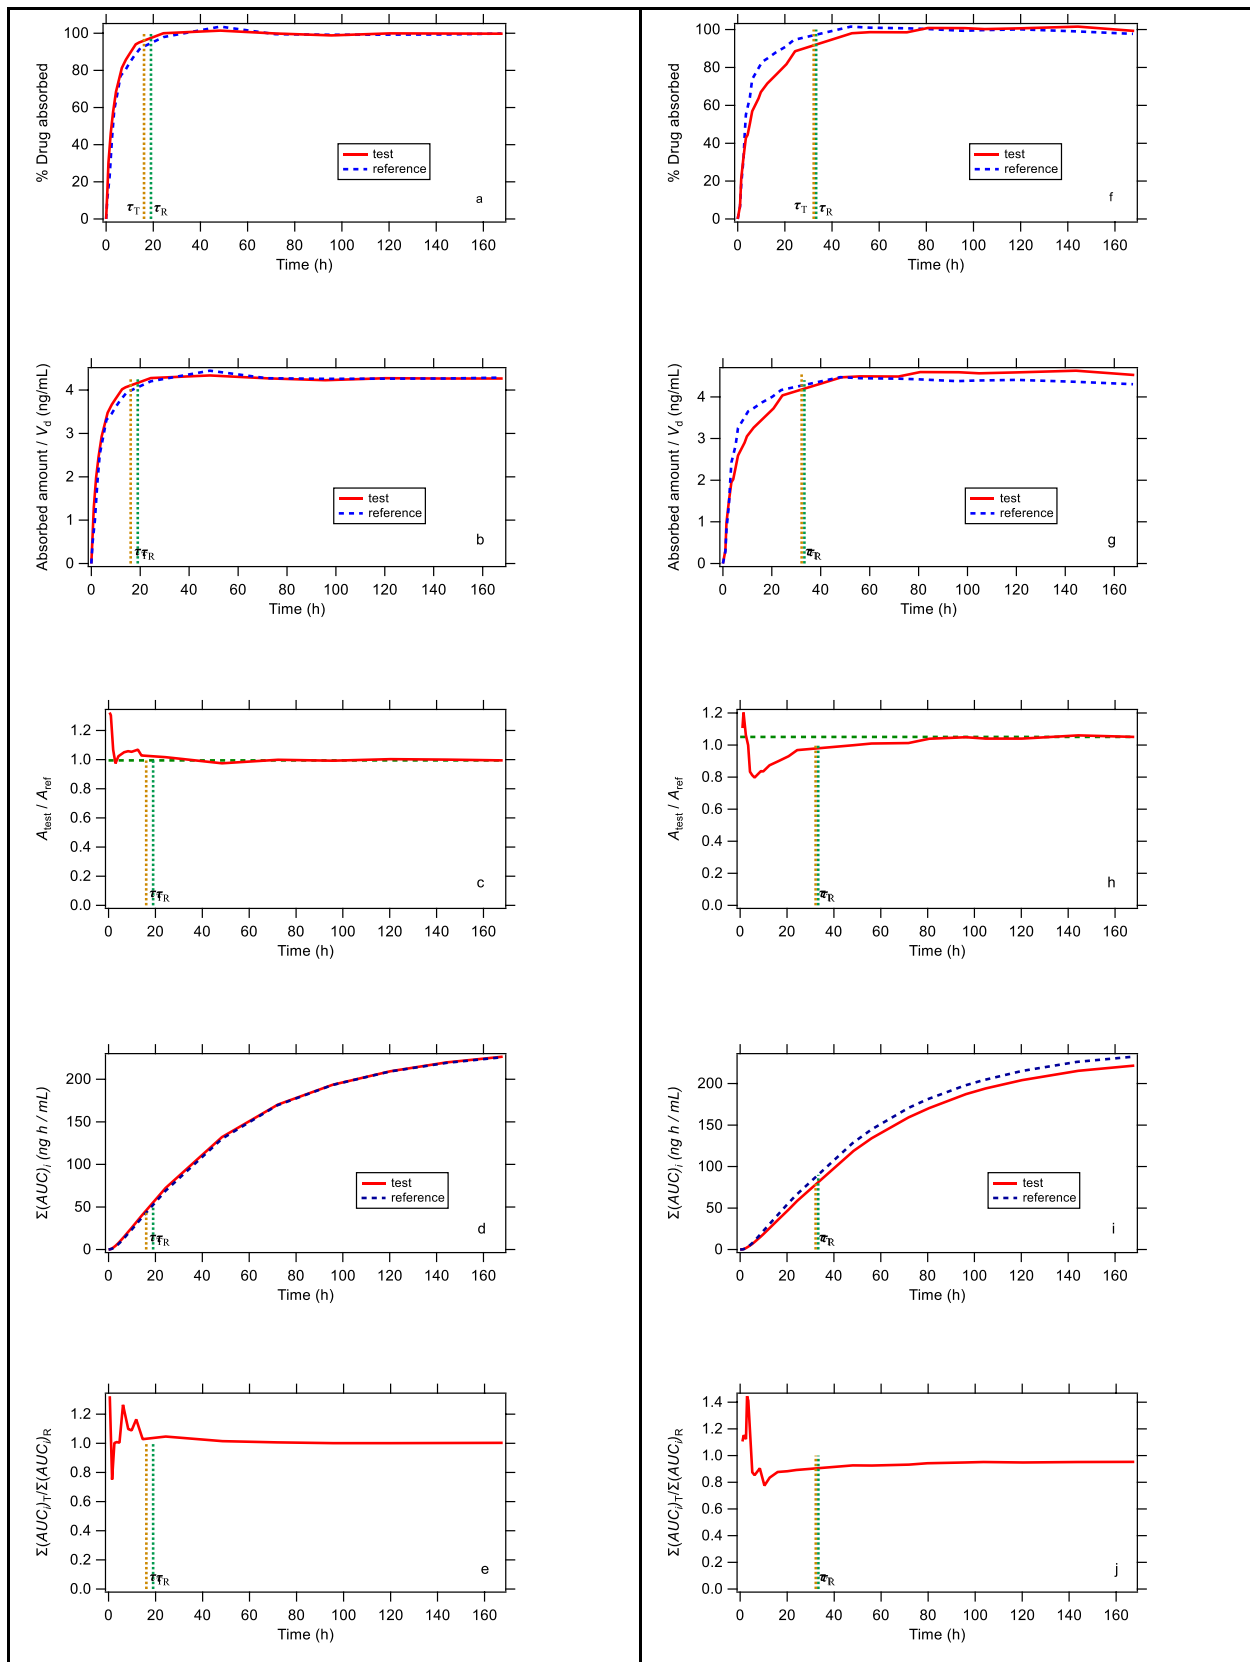 100
80
60
40
20
0
% Drug absorbed
test
reference
τT
τR
a
0 20 40 60 80 100 120 140 160
Time (h)
4
3
2
1
0
Absorbed amount / Vd (ng/mL)
test
reference
τR
b
0 20 40 60 80 100 120 140 160
Time (h)
1.2
1.0
0.8
0.6
0.4
0.2
0.0
Atest / Aref
τR
c
0 20 40 60 80 100 120 140 160
Time (h)
200
150
100
50
0
Σ(AUC)i (ng h / mL)
test
reference
τR
d
0 20 40 60 80 100 120 140 160
Time (h)
1.2
1.0
0.8
0.6
0.4
0.2
0.0
Σ(AUCi)T/Σ(AUCi)R
τR
e
0 20 40 60 80 100 120 140 160
Time (h)
100
80
60
40
20
0
% Drug absorbed
test
reference
τT
τR
f
0 20 40 60 80 100 120 140 160
Time (h)
4
3
2
1
0
Absorbed amount / Vd (ng/mL)
test
reference
τR
g
0 20 40 60 80 100 120 140 160
Time (h)
1.2
1.0
0.8
0.6
0.4
0.2
0.0
Atest / Aref
τR
h
0 20 40 60 80 100 120 140 160
Time (h)
200
150
100
50
0
Σ(AUC)i (ng h / mL)
test
reference
τR
i
0 20 40 60 80 100 120 140 160
Time (h)
1.4
1.2
1.0
0.8
0.6
0.4
0.2
0.0
Σ(AUCi)T/Σ(AUCi)R
τR
j
0 20 40 60 80 100 120 140 160
Time (h)